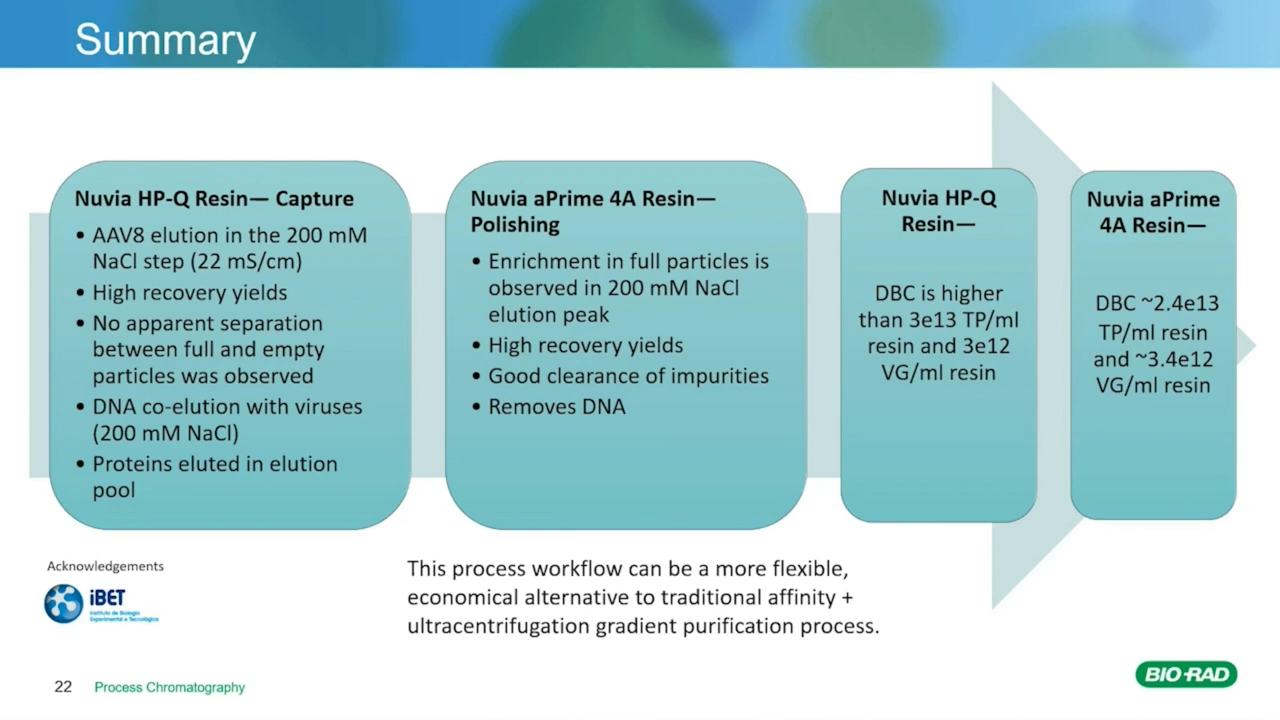 Summary
Nuvia HP-Q Resin— Capture
• AAV8 elution in the 200 mM
NaCl step (22 mS/cm)
• High recovery yields
• No apparent separation
between full and empty
particles was observed
• DNA co-elution with viruses
(200 mM NaCl)
• Proteins eluted in elution
pool
Nuvia aPrime 4A Resin—
Polishing
• Enrichment in full particles is
observed in 200 mM NaCl
elution peak
• High recovery yields
• Good clearance of impurities
• Removes DNA
Nuvia HP-Q
Resin—
DBC is higher
than 3e13 TP/ml
resin and 3e12
VG/ml resin
Nuvia aPrime
4A Resin—
DBC ~2.4e13
TP/ml resin
and ~3.4e12
VG/ml resin
Acknowledgements
iBET
Instituto de Biologia
Experimental e Tecnológica
This process workflow can be a more flexible,
economical alternative to traditional affinity +
ultracentrifugation gradient purification process.
22 Process Chromatography
BIO-RAD